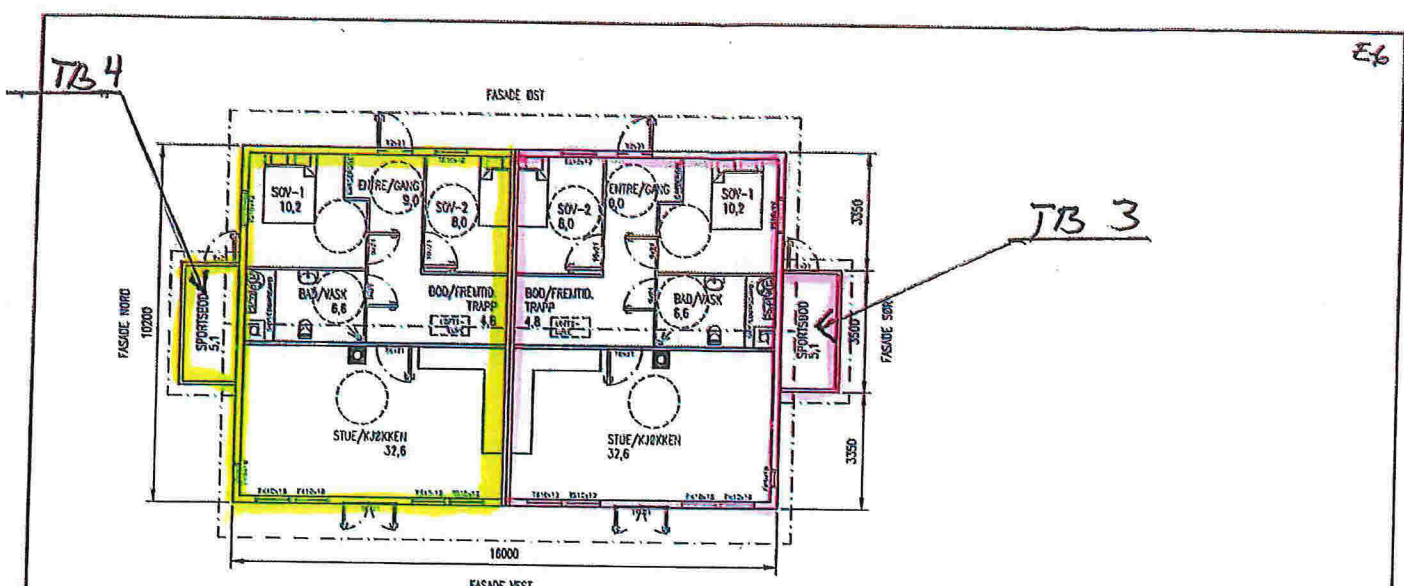 E6
TB 4
FASADE ØST
SOV-1
10,2
ENTRE/GANG
9,0
SOV-2
8,0
SOV-2
8,0
ENTRE/GANG
9,0
SOV-1
10,2
3350
TB 3
FASADE NORD
10200
SPORTSBOD
5,1
BAD/VASK
6,6
BOD/FREMTID.
TRAPP
4,8
BOD/FREMTID.
TRAPP
4,8
BAD/VASK
6,6
SPORTSBOD
5,1
3500
FASADE SØR
STUE/KJØKKEN
32,6
STUE/KJØKKEN
32,6
3350
16000
FASADE VEST